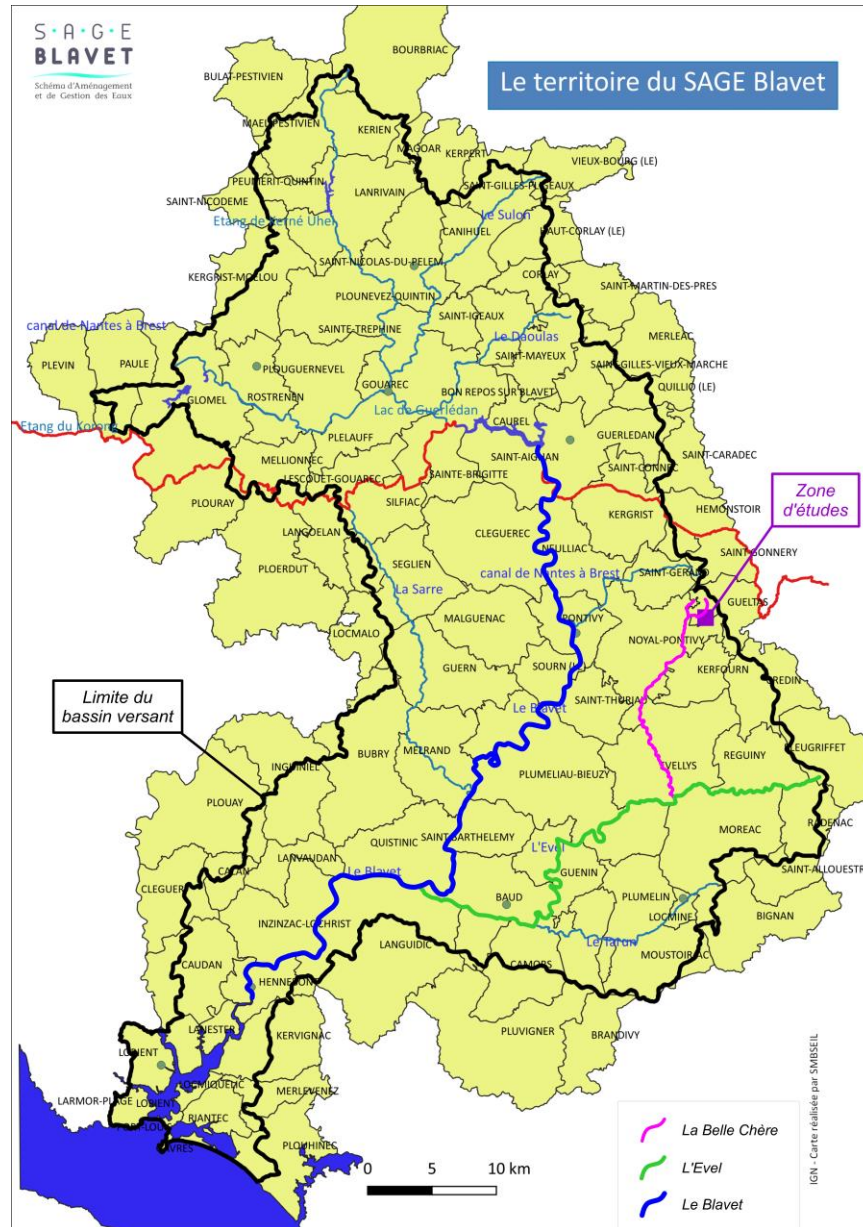 S·A·G·E
BLAVET
Schéma d'Aménagement
et de Gestion des Eaux
Le territoire du SAGE Blavet
BOURBRIAC
BULAT-PESTIVIEN
MAEL-PESTIVIEN
KERIEN
MAGOAR
KERPERT
VIEUX-BOURG (LE)
PEUMERIT-QUINTIN
LANRIVAIN
SAINT-GILLES-PLIGEAUX
SAINT-NICODEME
Le Sulon
Etang de Kerné Uhel
CANIHUEL
HAUT-CORLAY (LE)
SAINT-NICOLAS-DU-PELEM
KERGRIST-MOELOU
CORLAY
SAINT-MARTIN-DES-PRES
PLOUNEVEZ-QUINTIN
SAINT-IGEAUX
canal de Nantes à Brest
SAINTE-TREPHINE
Le Daoulas
MERLEAC
PLEVIN
PAULE
SAINT-MAYEUX
SAINT-GILLES-VIEUX-MARCHE
PLOUGUERNEVEL
GOUAREC
QUILLIO (LE)
GLOMEL
ROSTRENEN
BON REPOS SUR BLAVET
Lac de Guerlédan
CAUREL
Etang du Korong
PLELAUFF
GUERLEDAN
MELLIONNEC
SAINT-AIGNAN
SAINT-CARADEC
LESCOUET-GOUAREC
SAINTE-BRIGITTE
SAINT-CONNEC
Zone
d'études
PLOURAY
SILFIAC
KERGRIST
HEMONSTOIR
LANGOELAN
CLEGUEREC
NEULLIAC
SAINT-GONNERY
PLOERDUT
SEGLIEN
canal de Nantes à Brest
SAINT-GERAND
GUELTAS
La Sarre
MALGUENAC
PONTIVY
LOCMALO
NOYAL-PONTIVY
GUERN
SOURN (LE)
KERFOURN
CREDIN
Limite du
bassin versant
SAINT-THURIAU
Le Blavet
BUBRY
MELRAND
REGUINY
PLEUGRIFFET
INGUINIEL
EVELLYS
PLUMELIAU-BIEUZY
PLOUAY
RADENAC
QUISTINIC
SAINT-BARTHELEMY
MOREAC
L'Evel
LANVAUDAN
SAINT-ALLOUESTRE
CALAN
Le Blavet
GUENIN
CLEGUER
BAUD
PLUMELIN
BIGNAN
INZINZAC-LOCHRIST
LOCMINE
LANGUIDIC
Le Tarun
CAUDAN
CAMORS
MOUSTOIR-AC
HENNEBONT
LANESTER
PLUVIGNER
BRANDIVY
KERVIGNAC
LORIENT
LOCMIQUELIC
MERLEVENEZ
LARMOR-PLAGE
LORIENT
RIANTEC
PORT-LOUIS
GAVRES
PLOUHINEC
0 5 10 km
La Belle Chère
L'Evel
Le Blavet
IGN - Carte réalisée par SMBSEIL